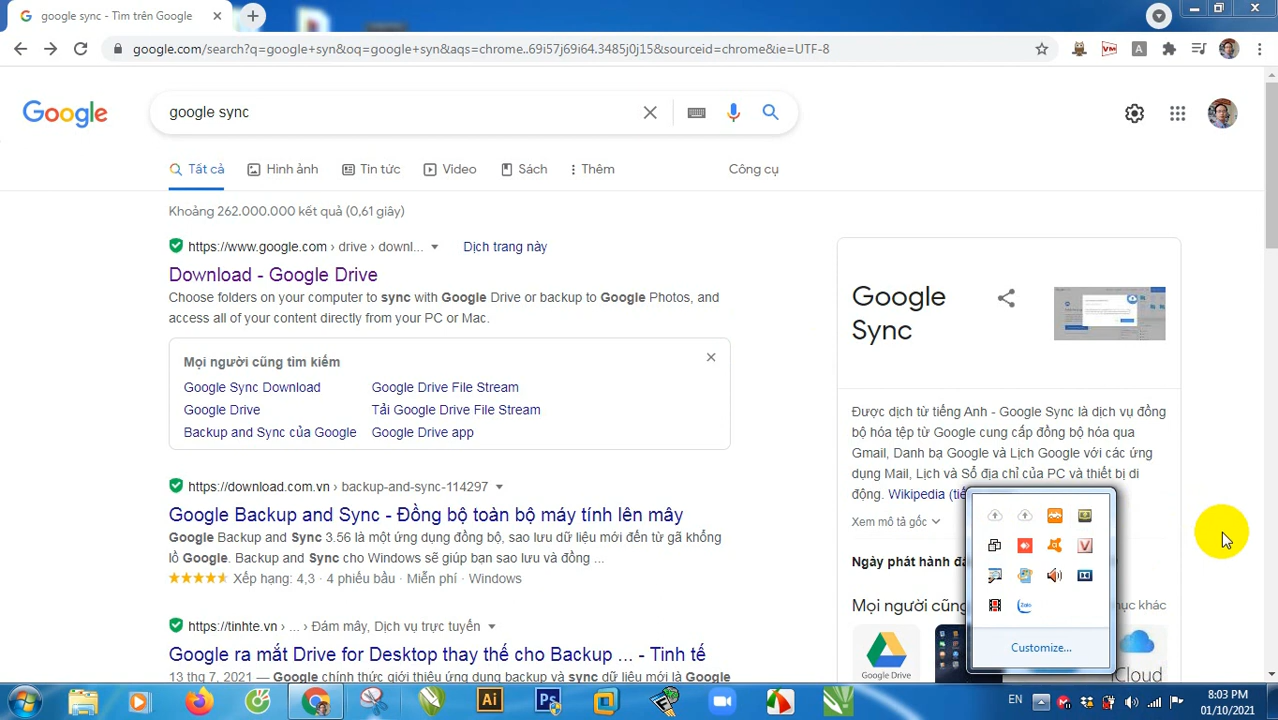 google sync - Tìm trên Google
google.com/search?q=google+syn&oq=google+syn&aqs=chrome..69i57j69i64.3485j0j15&sourceid=chrome&ie=UTF-8
VM
A
Google
google sync
Tất cả
Hình ảnh
Tin tức
Video
Sách
Thêm
Công cụ
Khoảng 262.000.000 kết quả (0,61 giây)
https://www.google.com › drive › downl...
Dịch trang này
Download - Google Drive
Choose folders on your computer to sync with Google Drive or backup to Google Photos, and
access all of your content directly from your PC or Mac.
Mọi người cũng tìm kiếm
Google Sync Download
Google Drive File Stream
Google Drive
Tải Google Drive File Stream
Backup and Sync của Google
Google Drive app
https://download.com.vn › backup-and-sync-114297
Google Backup and Sync - Đồng bộ toàn bộ máy tính lên mây
Google Backup and Sync 3.56 là một ứng dụng đồng bộ, sao lưu dữ liệu mới đến từ gã khổng
lồ Google. Backup and Sync cho Windows sẽ giúp bạn sao lưu và đồng ...
Xếp hạng: 4,3 · 4 phiếu bầu · Miễn phí · Windows
https://tinhte.vn › ... › Đám mây, Dịch vụ trực tuyến
Google ra mắt Drive for Desktop thay thế cho Backup ... - Tinh tế
13 thg 7, 2021 — Google chính thức giới thiệu ứng dụng backup và sync dữ liệu mới là Google
Google
Sync
Được dịch từ tiếng Anh - Google Sync là dịch vụ đồng
bộ hóa tệp từ Google cung cấp đồng bộ hóa qua
Gmail, Danh bạ Google và Lịch Google với các ứng
dụng Mail, Lịch và Sổ địa chỉ của PC và thiết bị di
động. Wikipedia (tiế
Xem mô tả gốc
Ngày phát hành đầ
Mọi người cũng
mục khác
Google Drive
iCloud
V
Zalo
Customize...
Ai
Ps
EN
8:03 PM
01/10/2021